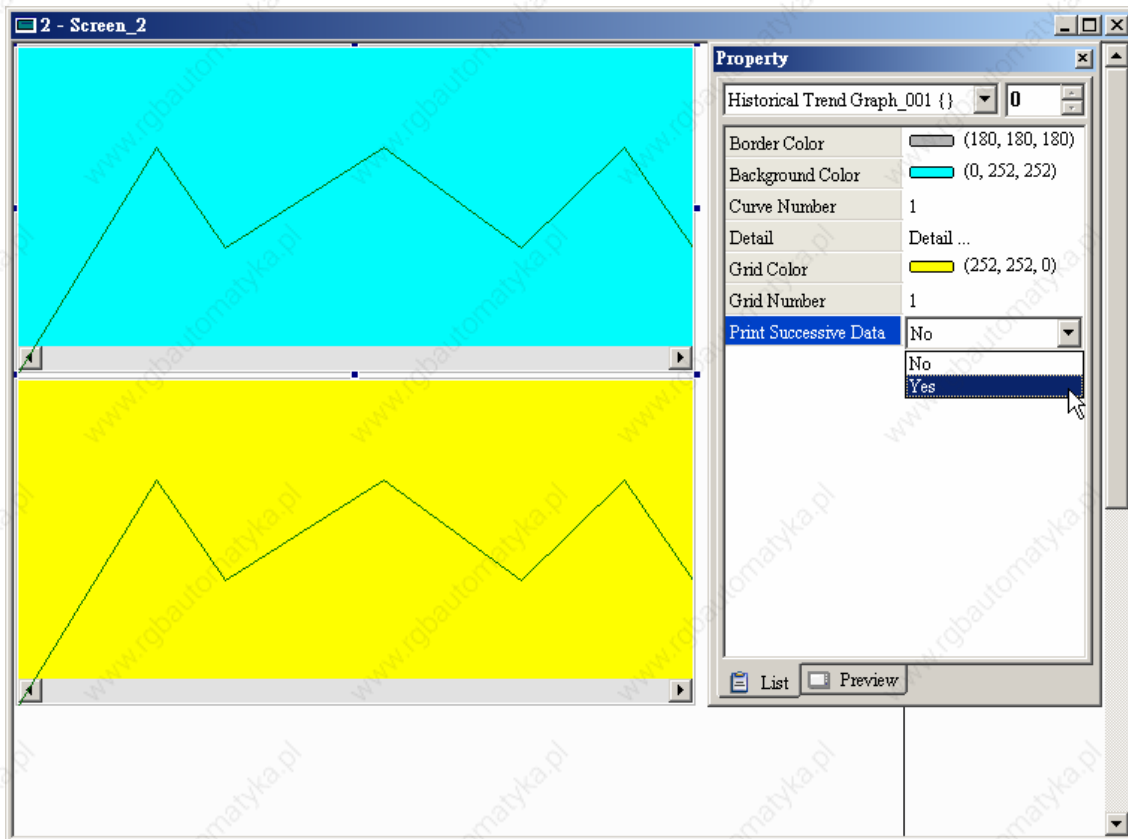 2 - Screen_2
Property
Historical Trend Graph_001 {} 0
Border Color (180, 180, 180)
Background Color (0, 252, 252)
Curve Number 1
Detail Detail ...
Grid Color (252, 252, 0)
Grid Number 1
Print Successive Data No
No
Yes
List Preview
www.rgbautomatyka.pl